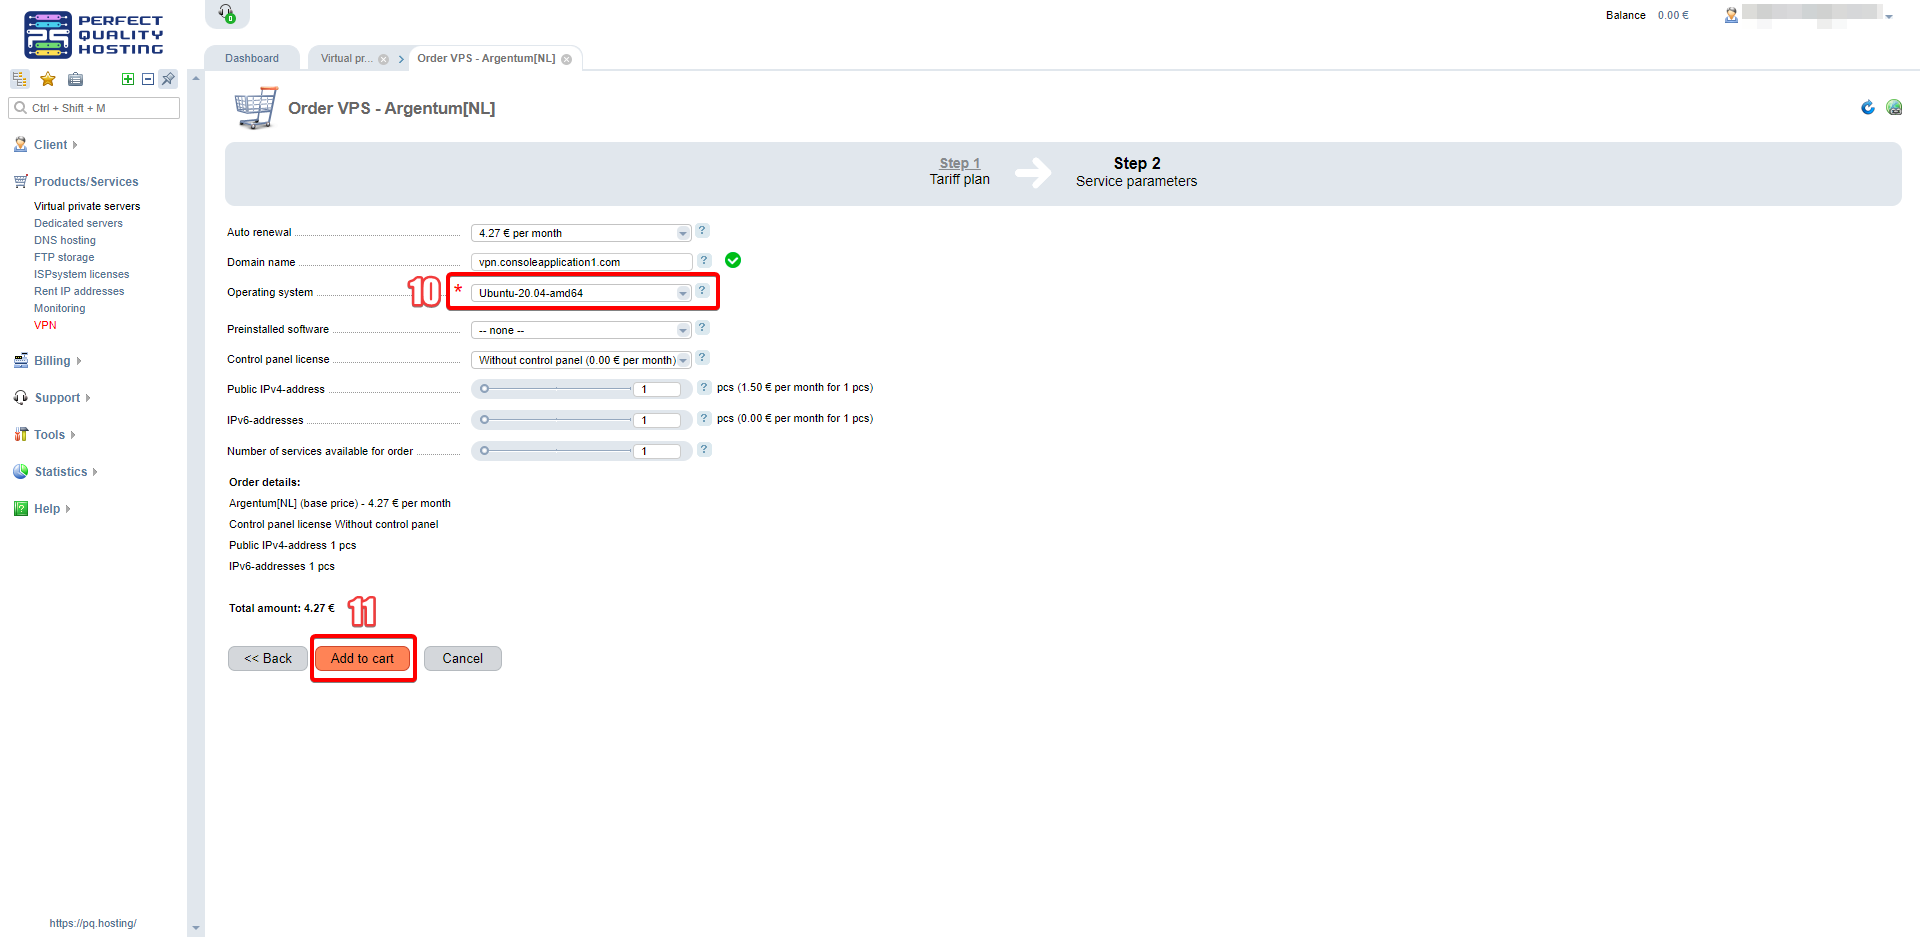 PERFECT
QUALITY
HOSTING
0
Balance 0.00 €
Dashboard
Virtual pr...
Order VPS - Argentum[NL]
Ctrl + Shift + M
Client
Products/Services
Virtual private servers
Dedicated servers
DNS hosting
FTP storage
ISPsystem licenses
Rent IP addresses
Monitoring
VPN
Billing
Support
Tools
Statistics
Help
https://pq.hosting/
Order VPS - Argentum[NL]
Step 1
Tariff plan
Step 2
Service parameters
Auto renewal 4.27 € per month ?
Domain name vpn.consoleapplication1.com ?
10
Operating system * Ubuntu-20.04-amd64 ?
Preinstalled software -- none -- ?
Control panel license Without control panel (0.00 € per month) ?
Public IPv4-address 1 ? pcs (1.50 € per month for 1 pcs)
IPv6-addresses 1 ? pcs (0.00 € per month for 1 pcs)
Number of services available for order 1 ?
Order details:
Argentum[NL] (base price) - 4.27 € per month
Control panel license Without control panel
Public IPv4-address 1 pcs
IPv6-addresses 1 pcs
Total amount: 4.27 €
11
<< Back
Add to cart
Cancel